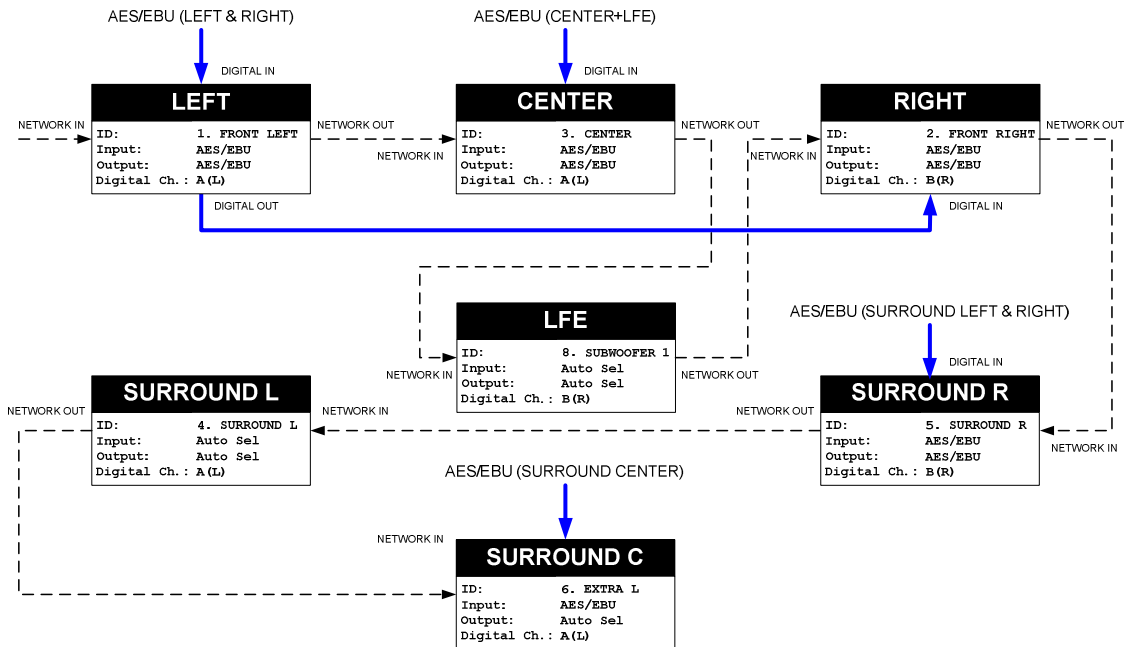 AES/EBU (LEFT & RIGHT)
AES/EBU (CENTER+LFE)
DIGITAL IN
DIGITAL IN
LEFT
CENTER
RIGHT
NETWORK IN
ID: 1. FRONT LEFT
Input: AES/EBU
Output: AES/EBU
Digital Ch.: A(L)
NETWORK OUT
NETWORK IN
ID: 3. CENTER
Input: AES/EBU
Output: AES/EBU
Digital Ch.: A(L)
NETWORK OUT
NETWORK IN
ID: 2. FRONT RIGHT
Input: AES/EBU
Output: AES/EBU
Digital Ch.: B(R)
NETWORK OUT
DIGITAL OUT
DIGITAL IN
AES/EBU (SURROUND LEFT & RIGHT)
LFE
ID: 8. SUBWOOFER 1
Input: Auto Sel
Output: Auto Sel
Digital Ch.: B(R)
NETWORK IN
NETWORK OUT
DIGITAL IN
SURROUND L
SURROUND R
NETWORK OUT
ID: 4. SURROUND L
Input: Auto Sel
Output: Auto Sel
Digital Ch.: A(L)
NETWORK IN
NETWORK OUT
ID: 5. SURROUND R
Input: AES/EBU
Output: AES/EBU
Digital Ch.: B(R)
NETWORK IN
AES/EBU (SURROUND CENTER)
NETWORK IN
SURROUND C
ID: 6. EXTRA L
Input: AES/EBU
Output: Auto Sel
Digital Ch.: A(L)